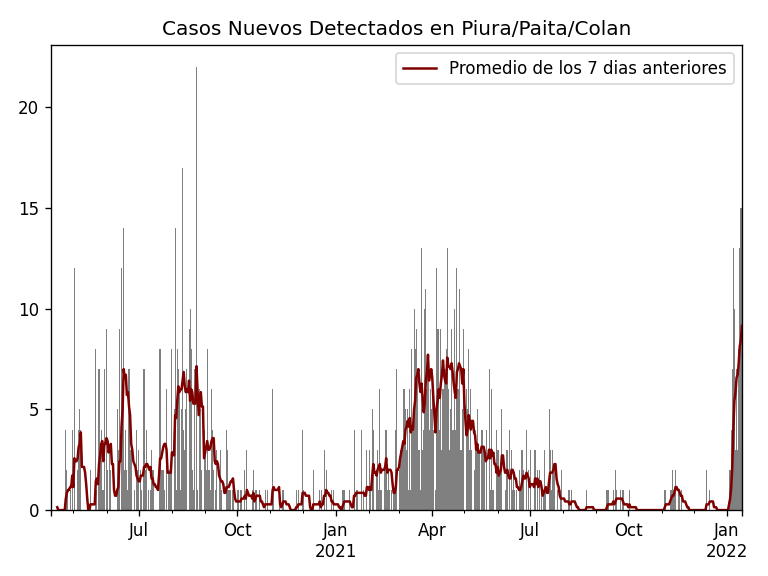 Casos Nuevos Detectados en Piura/Paita/Colan
Promedio de los 7 dias anteriores
20
15
10
5
0
Jul
Oct
Jan
2021
Apr
Jul
Oct
Jan
2022